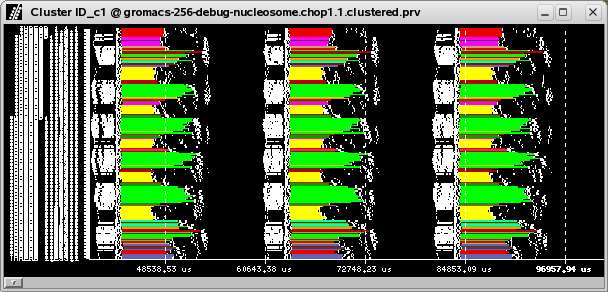 Cluster ID_c1 @ gromacs-256-debug-nucleosome.chop1.1.clustered.prv
48538,53 us 60643,38 us 72748,23 us 84853,09 us 96957,94 us